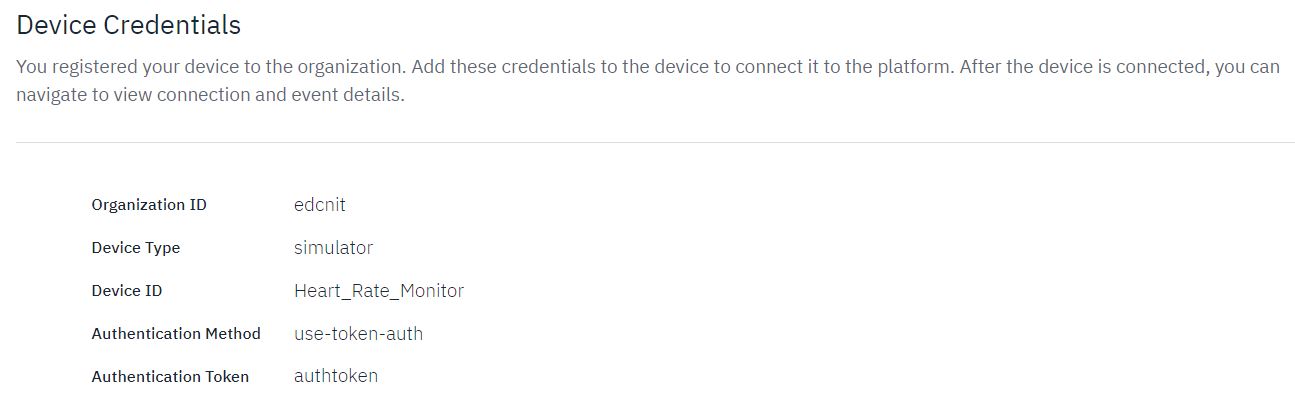 Device Credentials
You registered your device to the organization. Add these credentials to the device to connect it to the platform. After the device is connected, you can
navigate to view connection and event details.
Organization ID edcnit
Device Type simulator
Device ID Heart_Rate_Monitor
Authentication Method use-token-auth
Authentication Token authtoken